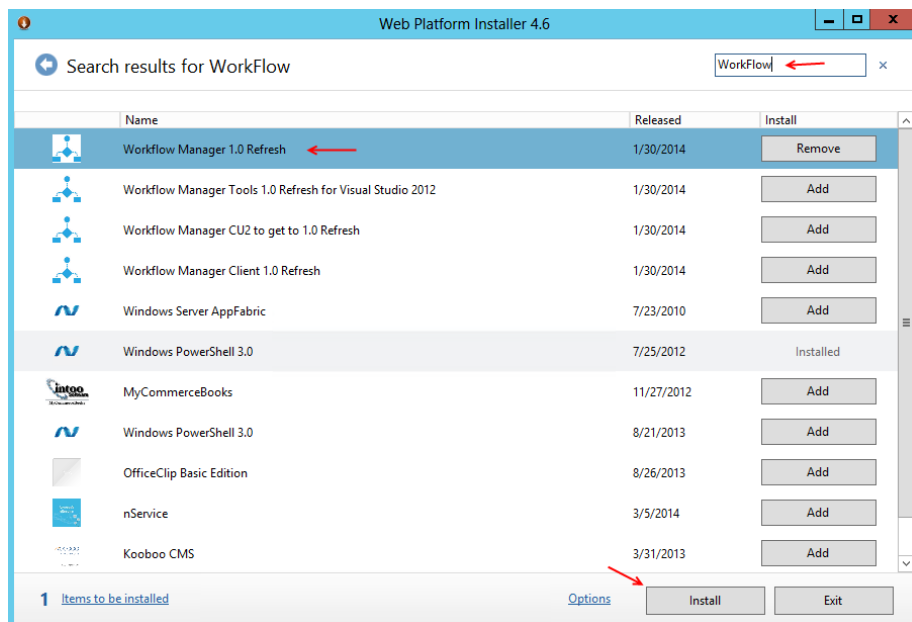 Web Platform Installer 4.6
Search results for WorkFlow
WorkFlow
Name Released Install
Workflow Manager 1.0 Refresh 1/30/2014 Remove
Workflow Manager Tools 1.0 Refresh for Visual Studio 2012 1/30/2014 Add
Workflow Manager CU2 to get to 1.0 Refresh 1/30/2014 Add
Workflow Manager Client 1.0 Refresh 1/30/2014 Add
Windows Server AppFabric 7/23/2010 Add
Windows PowerShell 3.0 7/25/2012 Installed
intoo
MyCommerceBooks 11/27/2012 Add
Windows PowerShell 3.0 8/21/2013 Add
OfficeClip Basic Edition 8/26/2013 Add
nService 3/5/2014 Add
Kooboo CMS 3/31/2013 Add
1 Items to be installed Options Install Exit